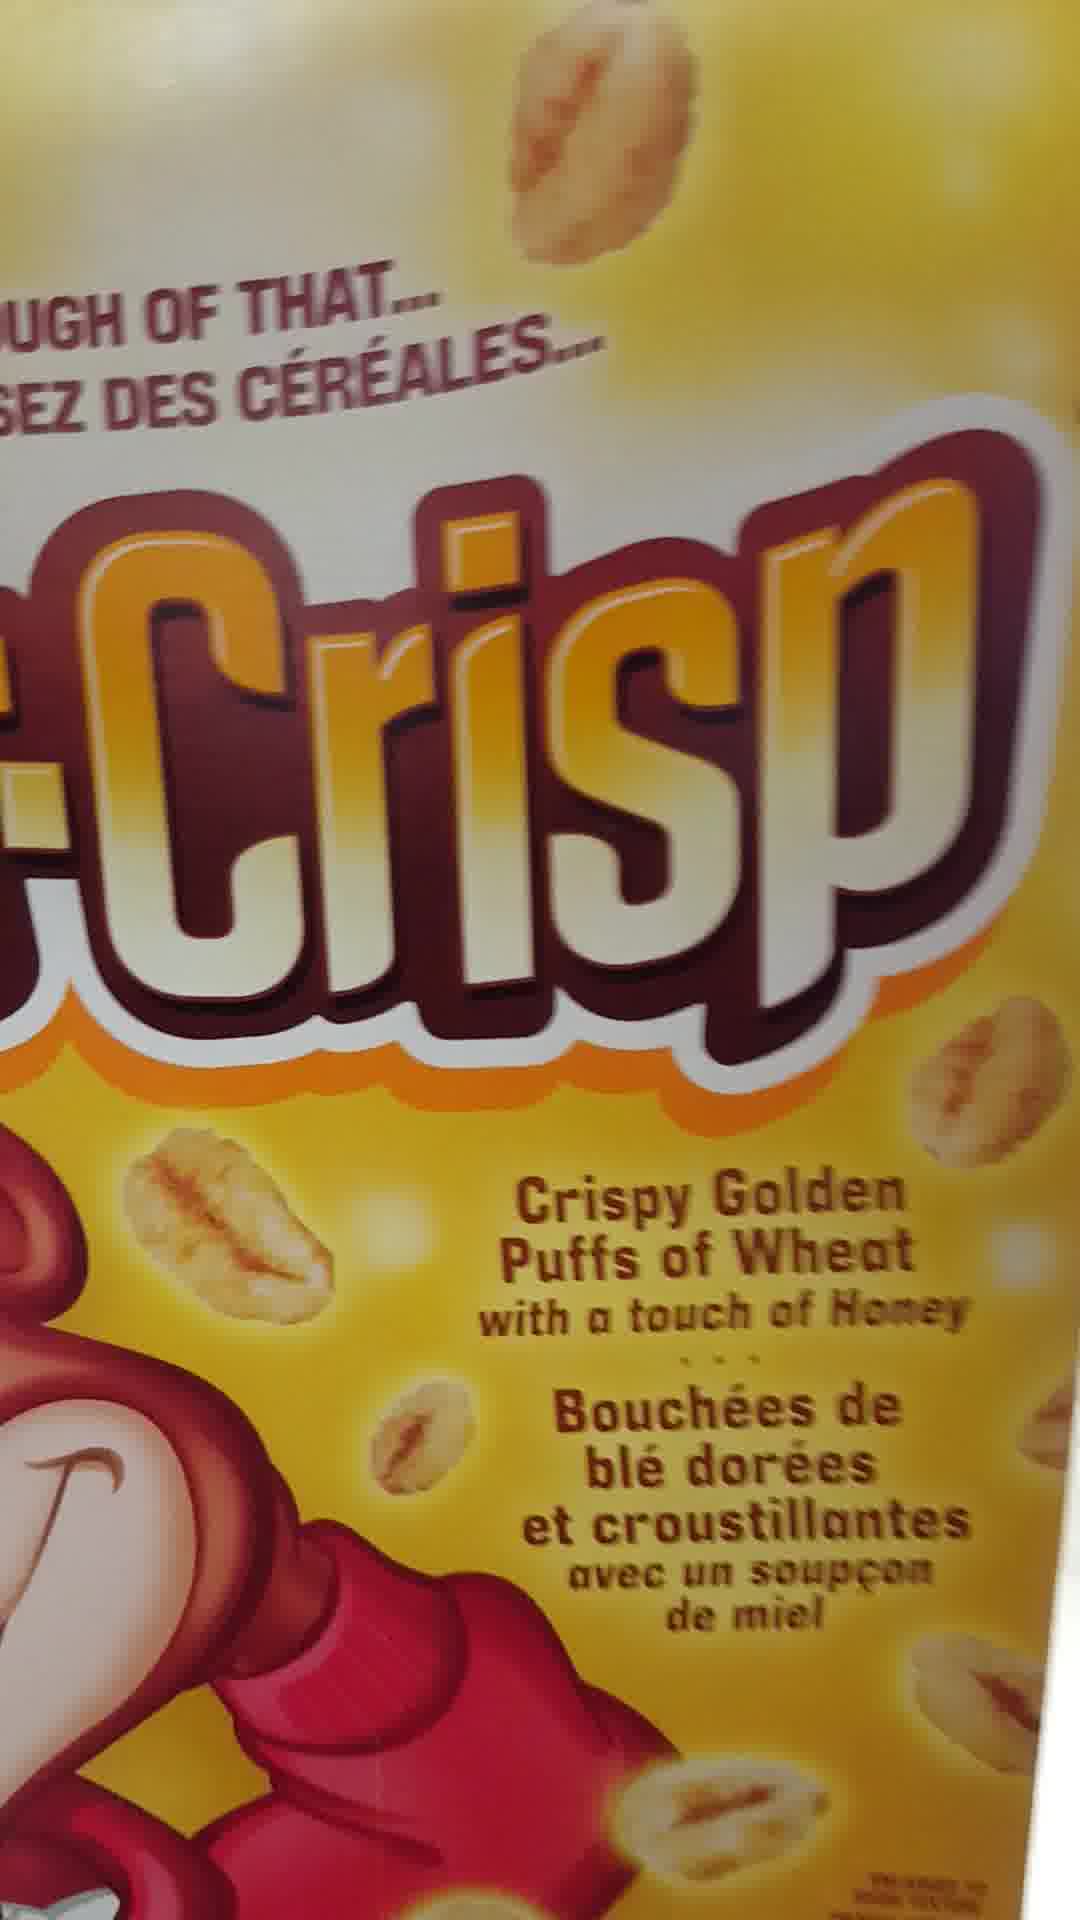 UGH OF THAT...
SEZ DES CÉRÉALES...
Crisp
Crispy Golden
Puffs of Wheat
with a touch of Honey
Bouchées de
blé dorées
et croustillantes
avec un soupçon
de miel